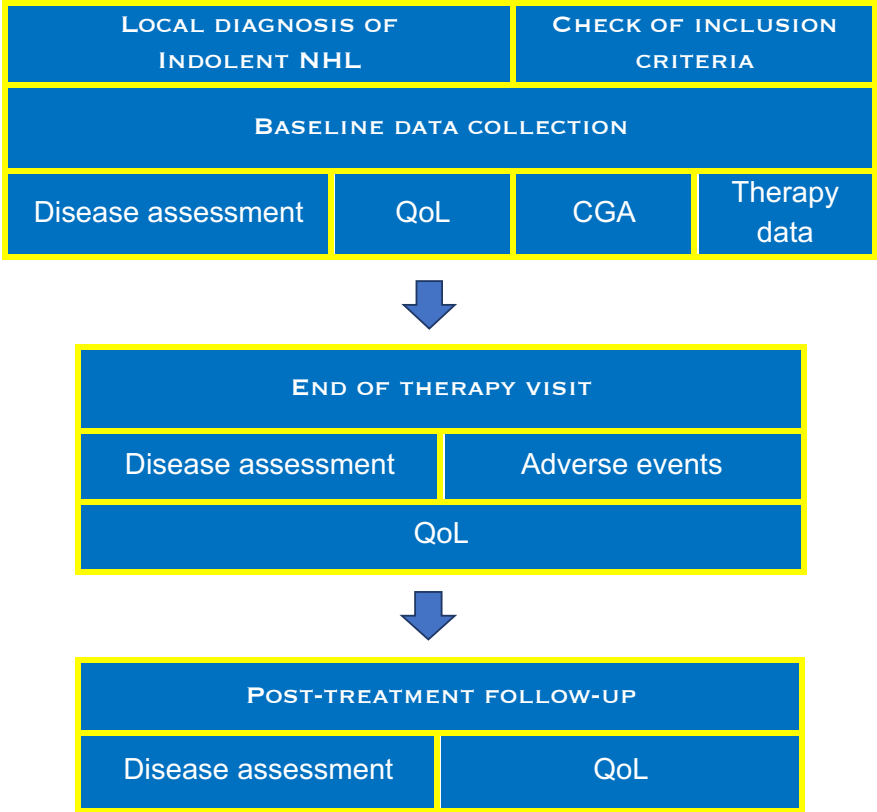 Local diagnosis of
Indolent NHL
Check of inclusion
criteria
Baseline data collection
Disease assessment
QoL
CGA
Therapy
data
End of therapy visit
Disease assessment
Adverse events
QoL
Post-treatment follow-up
Disease assessment
QoL